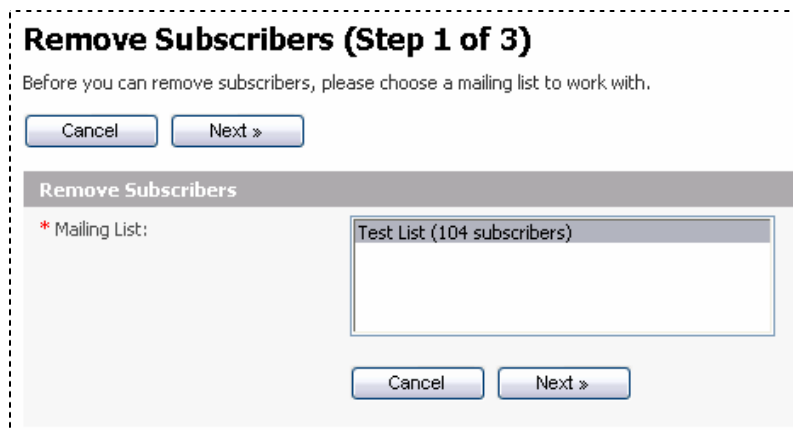 Remove Subscribers (Step 1 of 3)
Before you can remove subscribers, please choose a mailing list to work with.
Cancel Next »
Remove Subscribers
* Mailing List: Test List (104 subscribers)
Cancel Next »